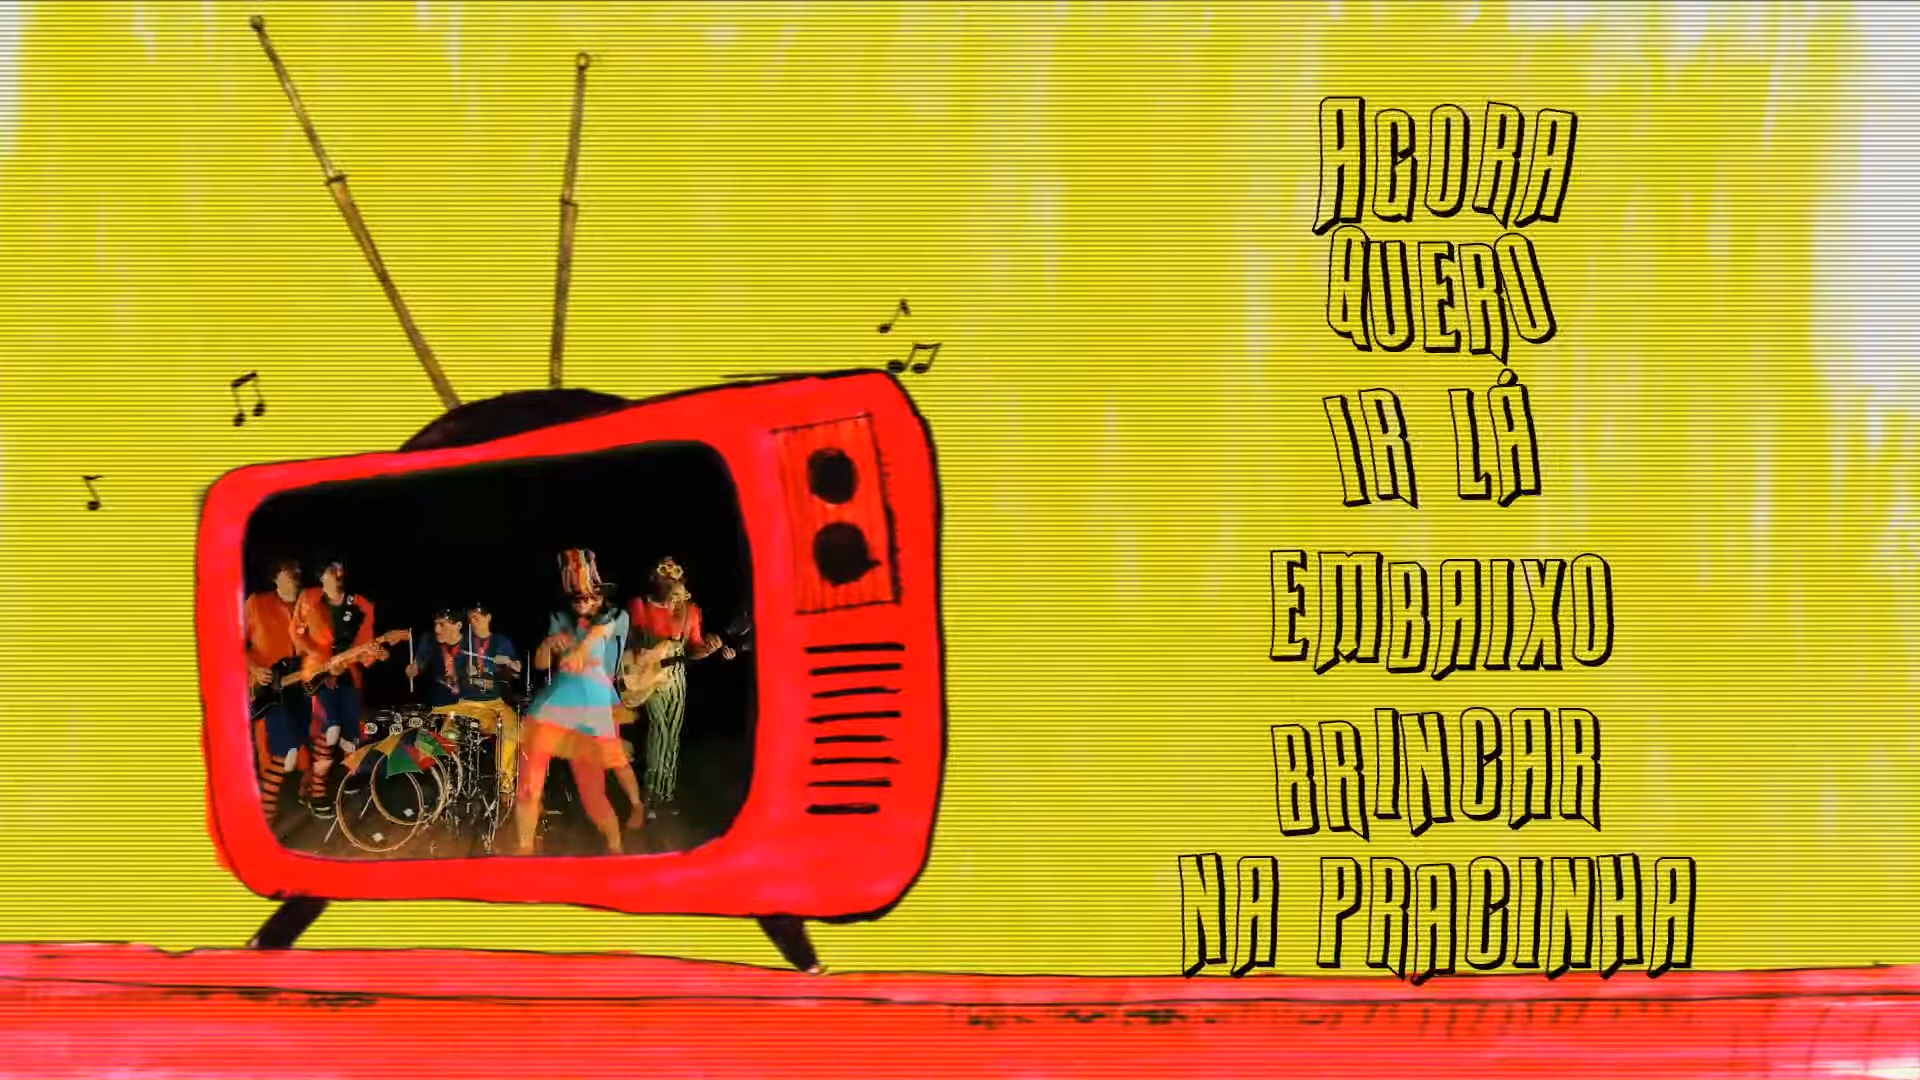 AGORA
QUERO
IR LÁ
EMBAIXO
BRINCAR
NA PRACINHA